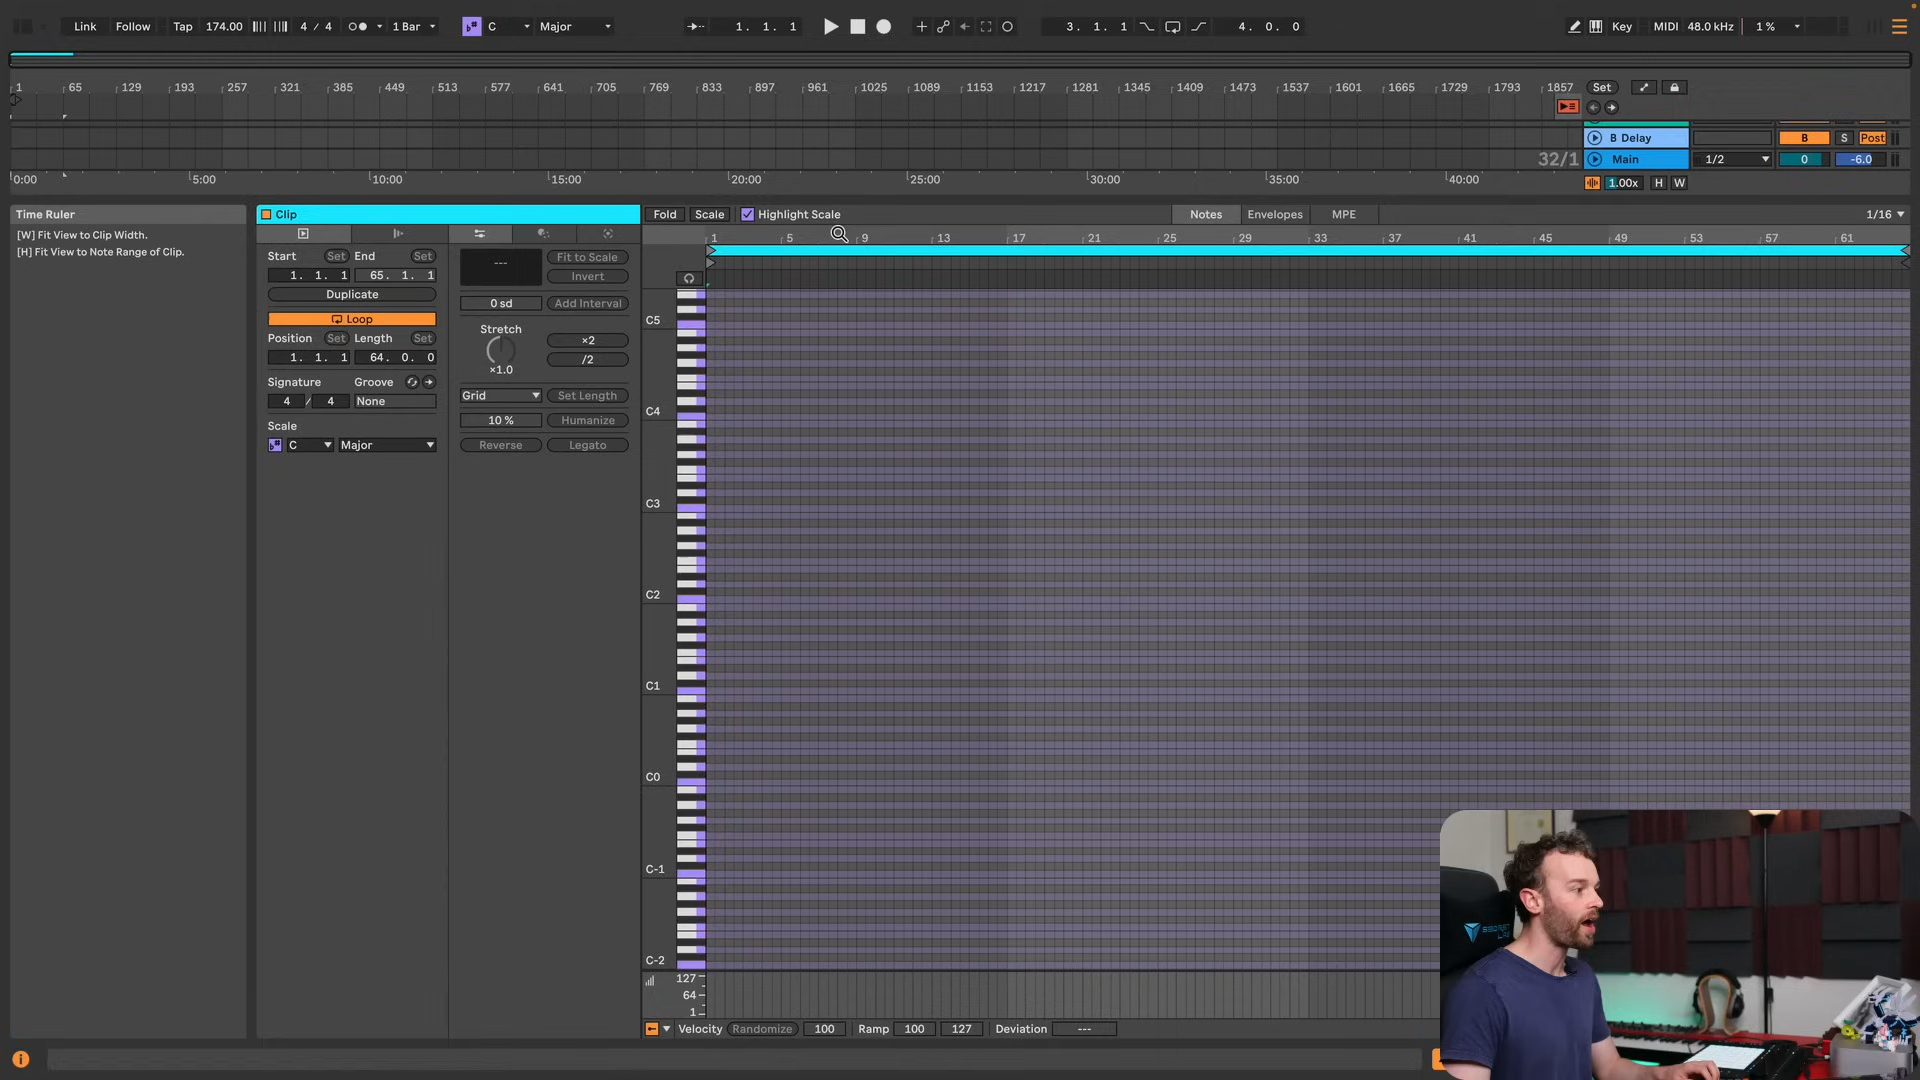 Link Follow Tap 174.00 4 / 4 1 Bar C Major 1. 1. 1 3. 1. 1 4. 0. 0 Key MIDI 48.0 kHz 1 %
1 65 129 193 257 321 385 449 513 577 641 705 769 833 897 961 1025 1089 1153 1217 1281 1345 1409 1473 1537 1601 1665 1729 1793 1857 Set
B Delay B S Post
32/1 Main 1/2 0 -6.0
0:00 5:00 10:00 15:00 20:00 25:00 30:00 35:00 40:00 1.00x H W
Time Ruler
[W] Fit View to Clip Width.
[H] Fit View to Note Range of Clip.
Clip
Start Set End Set
1. 1. 1 65. 1. 1
Duplicate
Loop
Position Set Length Set
1. 1. 1 64. 0. 0
Signature Groove
4 / 4 None
Scale
C Major
--- Fit to Scale
Invert
0 sd Add Interval
Stretch ×2
×1.0 /2
Grid Set Length
10 % Humanize
Reverse Legato
Fold Scale Highlight Scale Notes Envelopes MPE 1/16
1 5 9 13 17 21 25 29 33 37 41 45 49 53 57 61
C5
C4
C3
C2
C1
C0
C-1
C-2
127
64
1
Velocity Randomize 100 Ramp 100 127 Deviation ---